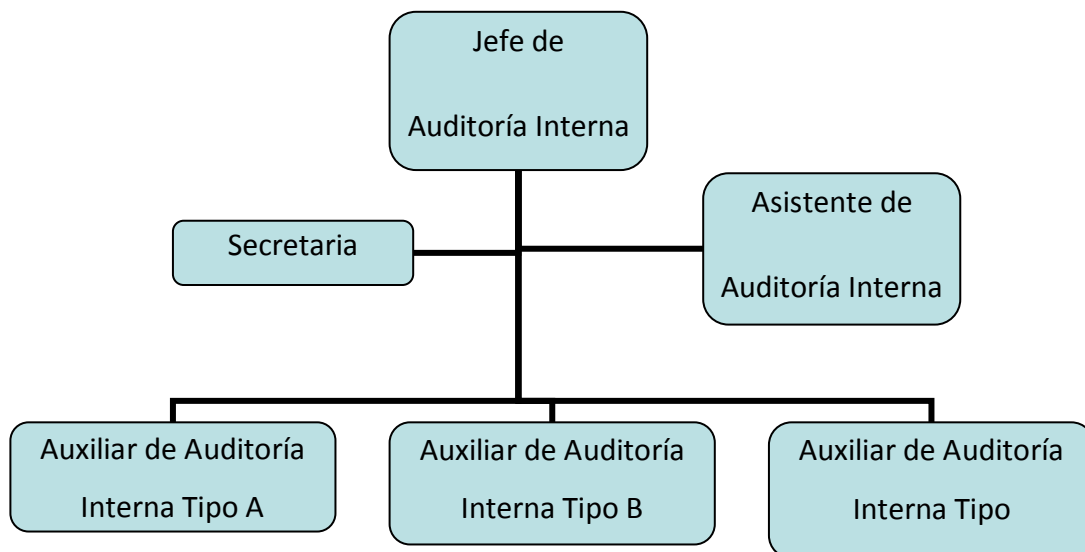 Jefe de
Auditoría Interna
Secretaria
Asistente de
Auditoría Interna
Auxiliar de Auditoría
Interna Tipo A
Auxiliar de Auditoría
Interna Tipo B
Auxiliar de Auditoría
Interna Tipo